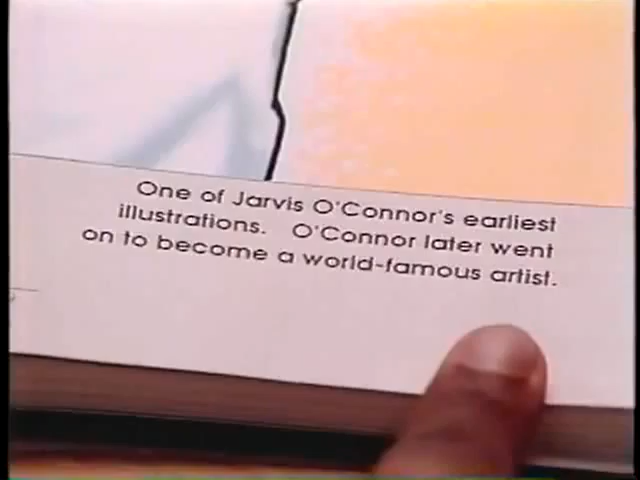 One of Jarvis O'Connor's earliest
illustrations. O'Connor later went
on to become a world-famous artist.